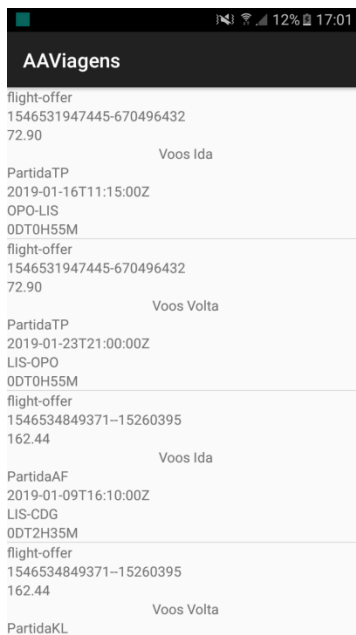 12% 17:01
AAViagens
flight-offer
1546531947445-670496432
72.90
Voos Ida
PartidaTP
2019-01-16T11:15:00Z
OPO-LIS
0DT0H55M
flight-offer
1546531947445-670496432
72.90
Voos Volta
PartidaTP
2019-01-23T21:00:00Z
LIS-OPO
0DT0H55M
flight-offer
1546534849371--15260395
162.44
Voos Ida
PartidaAF
2019-01-09T16:10:00Z
LIS-CDG
0DT2H35M
flight-offer
1546534849371--15260395
162.44
Voos Volta
PartidaKL